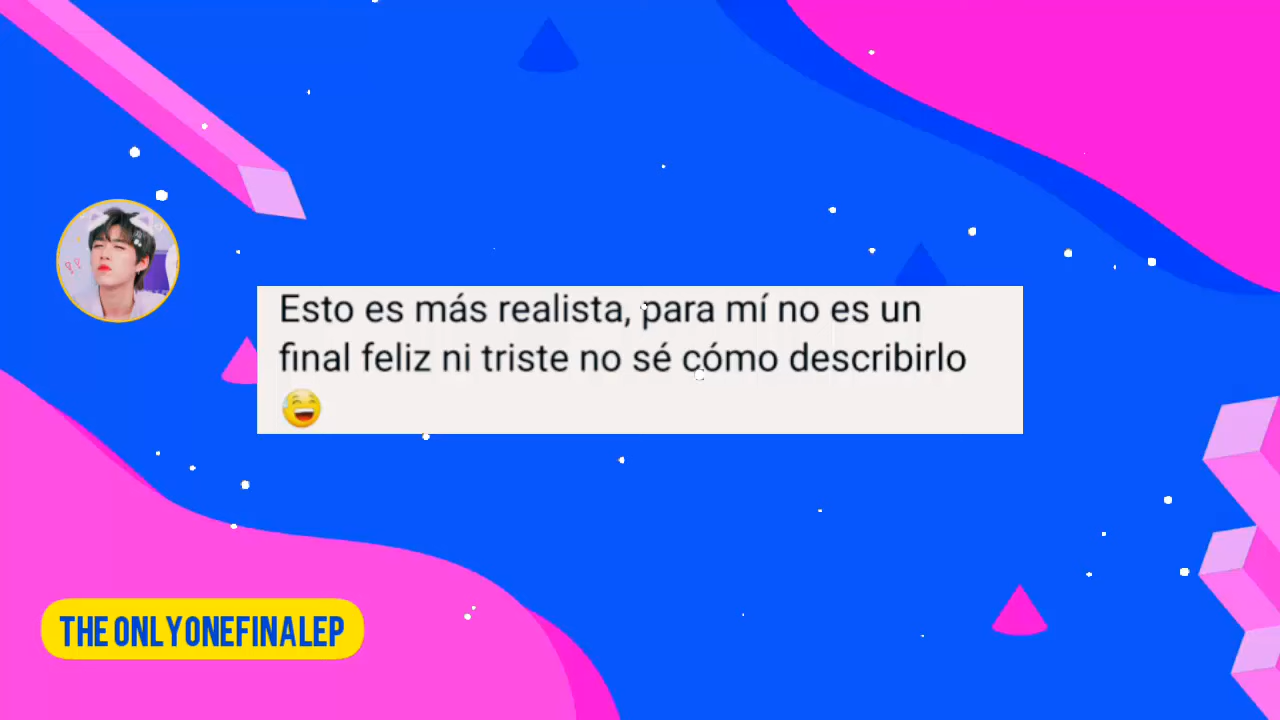 Esto es más realista, para mí no es un
final feliz ni triste no sé cómo describirlo
😅
THE ONLYONEFINALEP